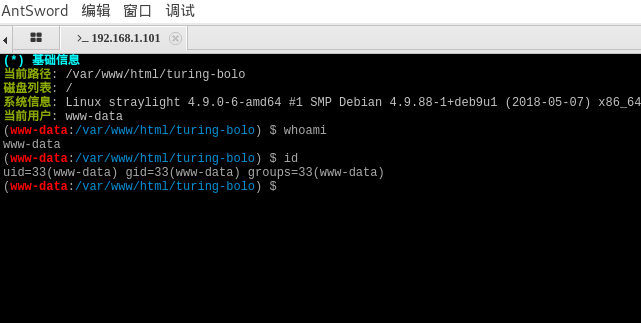 AntSword 编辑 窗口 调试
>_ 192.168.1.101
(*) 基础信息
当前路径: /var/www/html/turing-bolo
磁盘列表: /
系统信息: Linux straylight 4.9.0-6-amd64 #1 SMP Debian 4.9.88-1+deb9u1 (2018-05-07) x86_64
当前用户: www-data
(www-data:/var/www/html/turing-bolo) $ whoami
www-data
(www-data:/var/www/html/turing-bolo) $ id
uid=33(www-data) gid=33(www-data) groups=33(www-data)
(www-data:/var/www/html/turing-bolo) $